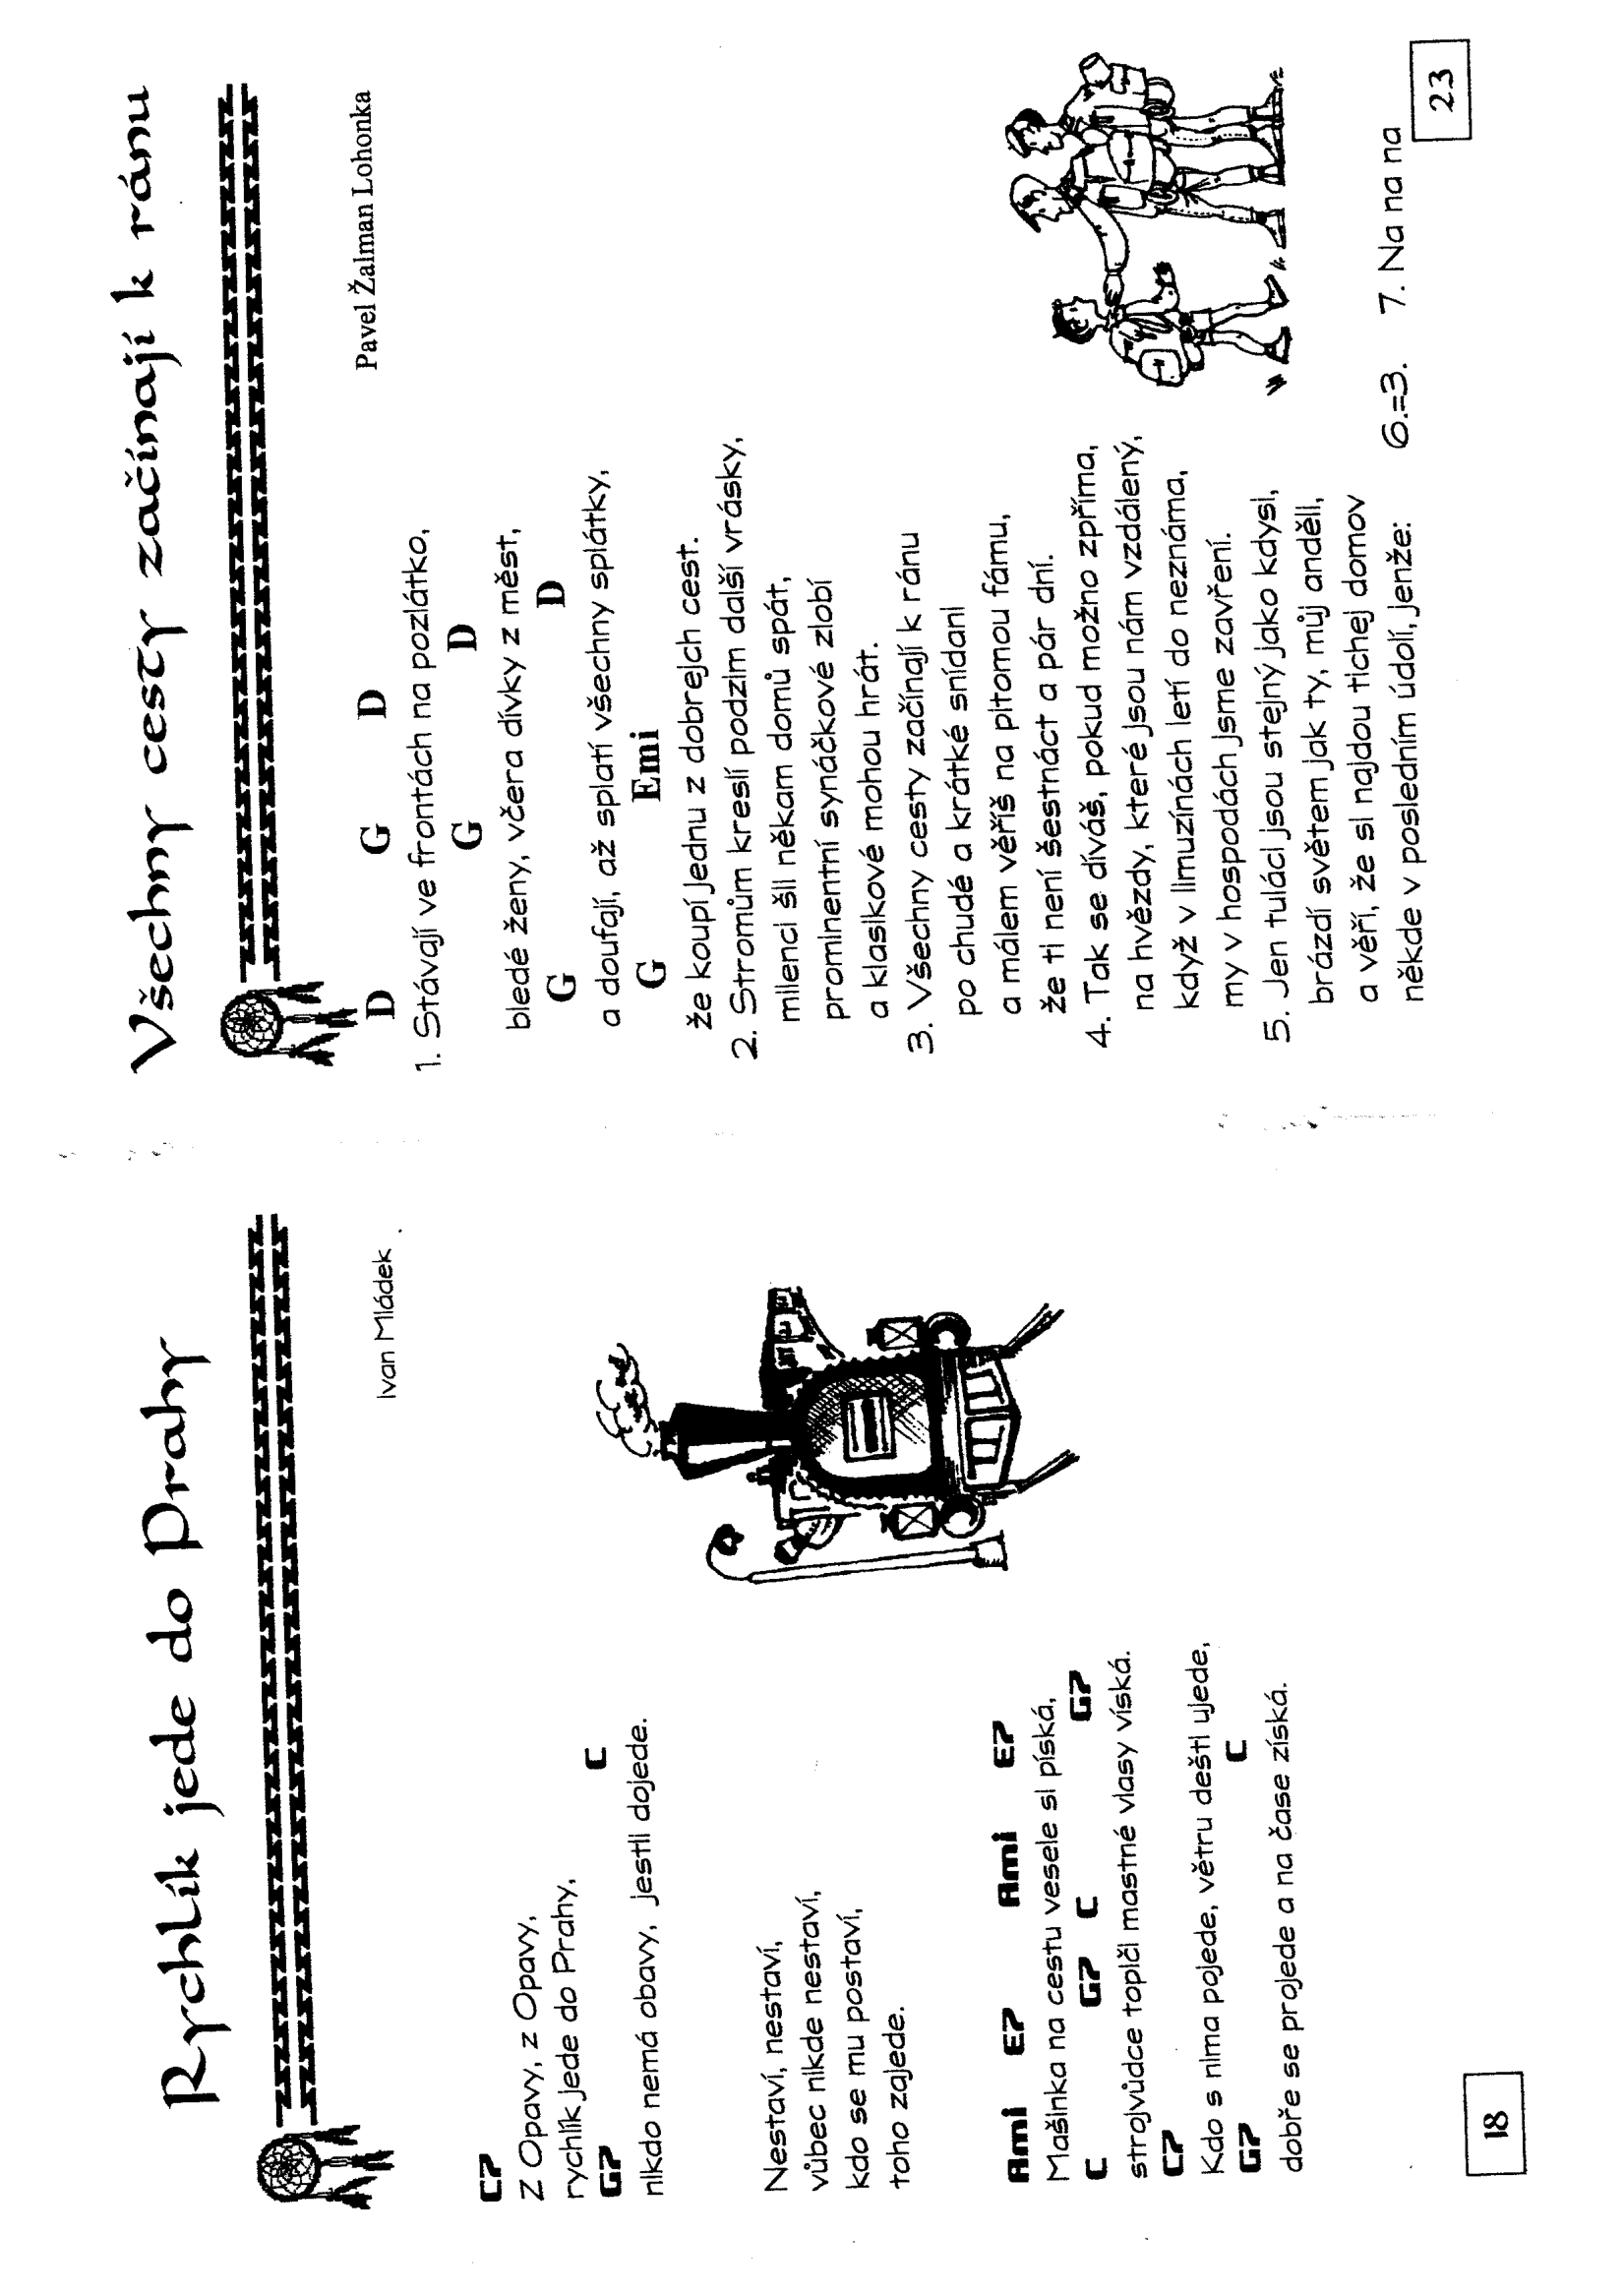 Rychlík jede do Prahy
Ivan Mládek
C7
Z Opavy, z Opavy,
rychlík jede do Prahy,
G7 C
nikdo nemá obavy, jestli dojede.
Nestaví, nestaví,
vůbec nikde nestaví,
kdo se mu postaví,
toho zajede.
Ami E7 Ami E7
Mašinka na cestu vesele si píská,
C G7 C G7
strojvůdce topiči mastné vlasy víská.
C7
Kdo s nima pojede, větru dešti ujede,
G7 C
dobře se projede a na čase získá.
18
Všechny cesty začínají k ránu
Pavel Žalman Lohonka
D G D
1. Stávají ve frontách na pozlátko,
G D
bledé ženy, včera dívky z měst,
G D
a doufají, až splatí všechny splátky,
G Emi
že koupí jednu z dobrejch cest.
2. Stromům kreslí podzim další vrásky,
milenci šli někam domů spát,
prominentní synáčkové zlobí
a klasikové mohou hrát.
3. Všechny cesty začínají k ránu
po chudé a krátké snídani
a málem věříš na pitomou fámu,
že ti není šestnáct a pár dní.
4. Tak se díváš, pokud možno zpříma,
na hvězdy, které jsou nám vzdálený,
když v limuzínách letí do neznáma,
my v hospodách jsme zavření.
5. Jen tuláci jsou stejný jako kdysi,
brázdí světem jak ty, můj anděli,
a věří, že si najdou tichej domov
někde v posledním údolí, jenže:
6.=3. 7. Na na na
23